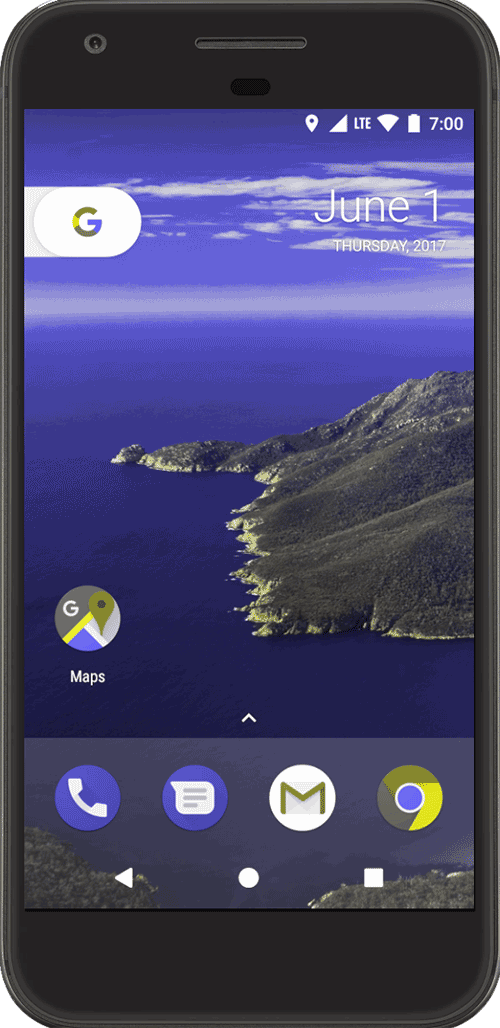 LTE 7:00
G
June 1
THURSDAY, 2017
G
Maps